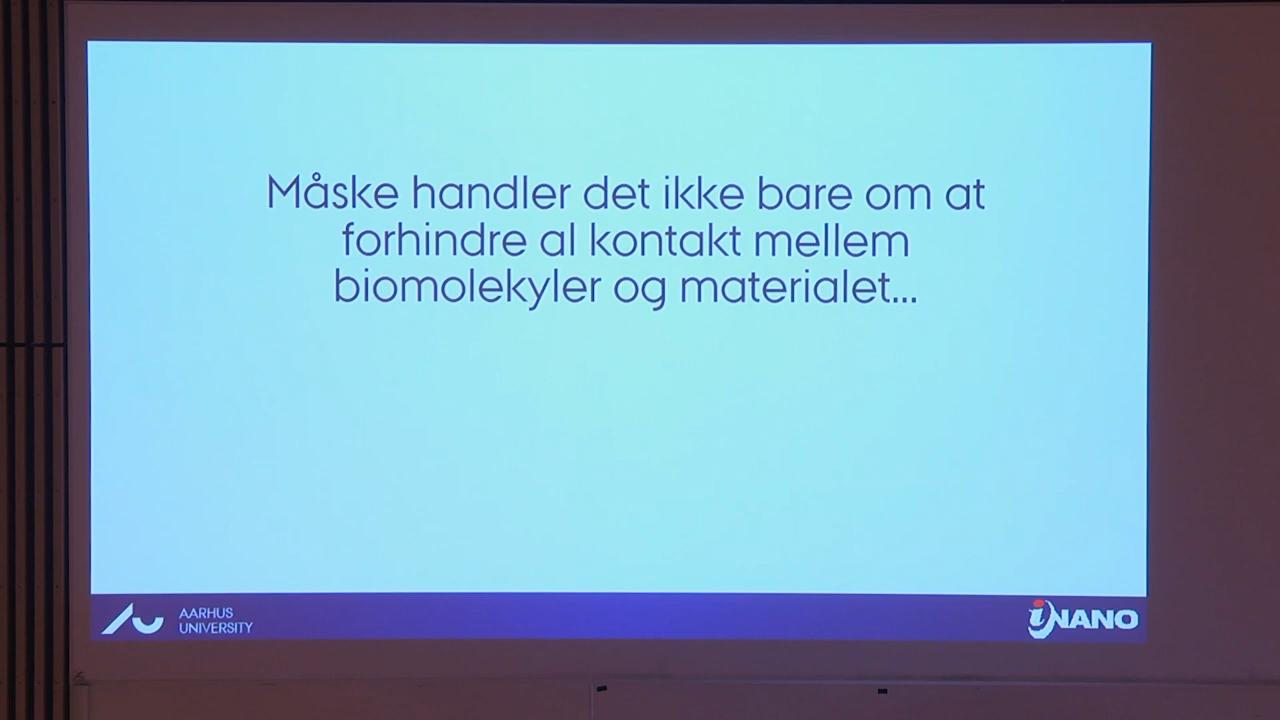 Måske handler det ikke bare om at
forhindre al kontakt mellem
biomolekyler og materialet...
AARHUS
UNIVERSITY
iNANO